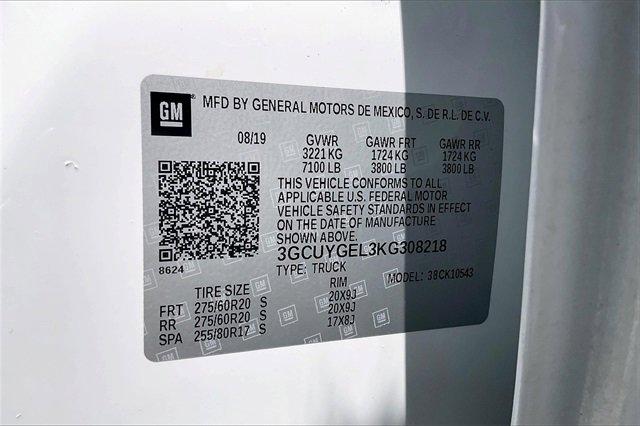 GM ® MFD BY GENERAL MOTORS DE MEXICO, S. DE R.L. DE C.V.
08/19 GVWR GAWR FRT GAWR RR
3221 KG 1724 KG 1724 KG
7100 LB 3800 LB 3800 LB
THIS VEHICLE CONFORMS TO ALL
APPLICABLE U.S. FEDERAL MOTOR
VEHICLE SAFETY STANDARDS IN EFFECT
ON THE DATE OF MANUFACTURE
SHOWN ABOVE.
8624 3GCUYGEL3KG308218
TYPE: TRUCK MODEL: 38CK10543
TIRE SIZE RIM
FRT 275/60R20 S 20X9J
RR 275/60R20 S 20X9J
SPA 255/80R17 S 17X8J